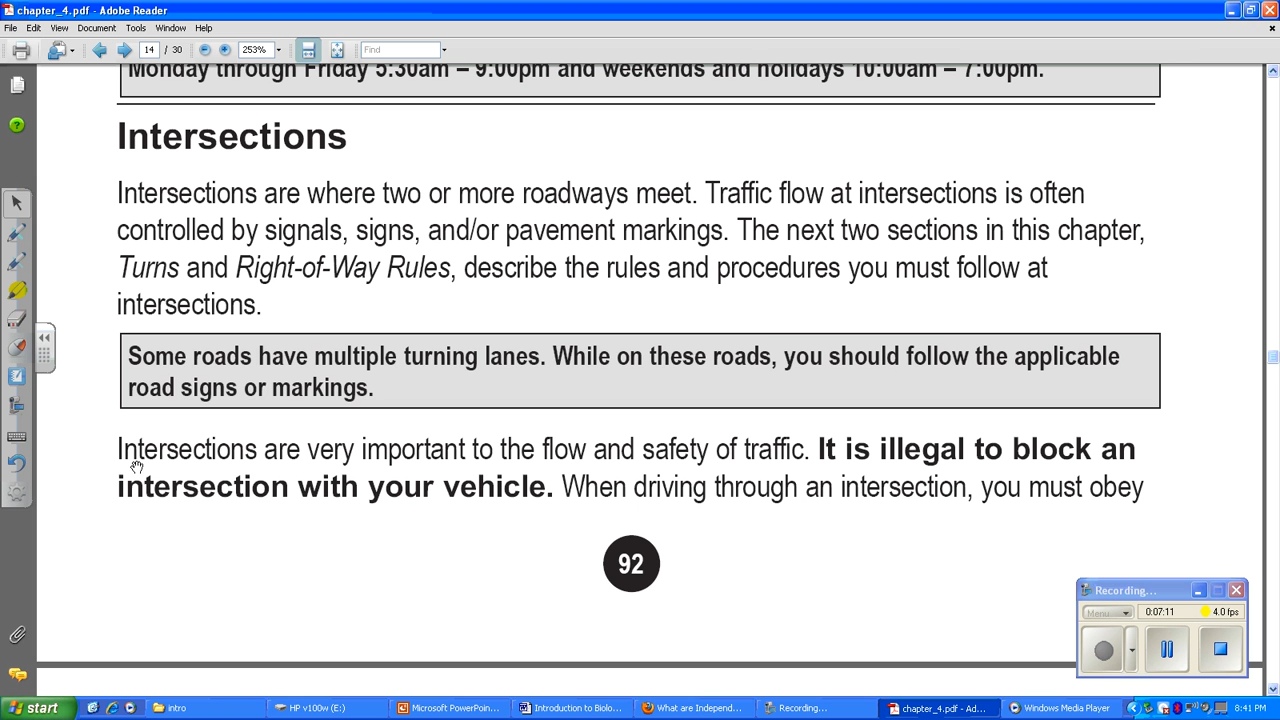 chapter_4.pdf - Adobe Reader
File Edit View Document Tools Window Help
14 / 30 253% Find
Monday through Friday 5:30am – 9:00pm and weekends and holidays 10:00am – 7:00pm.
Intersections
Intersections are where two or more roadways meet. Traffic flow at intersections is often
controlled by signals, signs, and/or pavement markings. The next two sections in this chapter,
Turns and Right-of-Way Rules, describe the rules and procedures you must follow at
intersections.
Some roads have multiple turning lanes. While on these roads, you should follow the applicable
road signs or markings.
Intersections are very important to the flow and safety of traffic. It is illegal to block an
intersection with your vehicle. When driving through an intersection, you must obey
92
Recording...
Menu 0:07:11 4.0 fps
start intro HP v100w (E:) Microsoft PowerPoin... Introduction to Biolo... What are Independ... Recording... chapter_4.pdf - Ad... Windows Media Player 8:41 PM